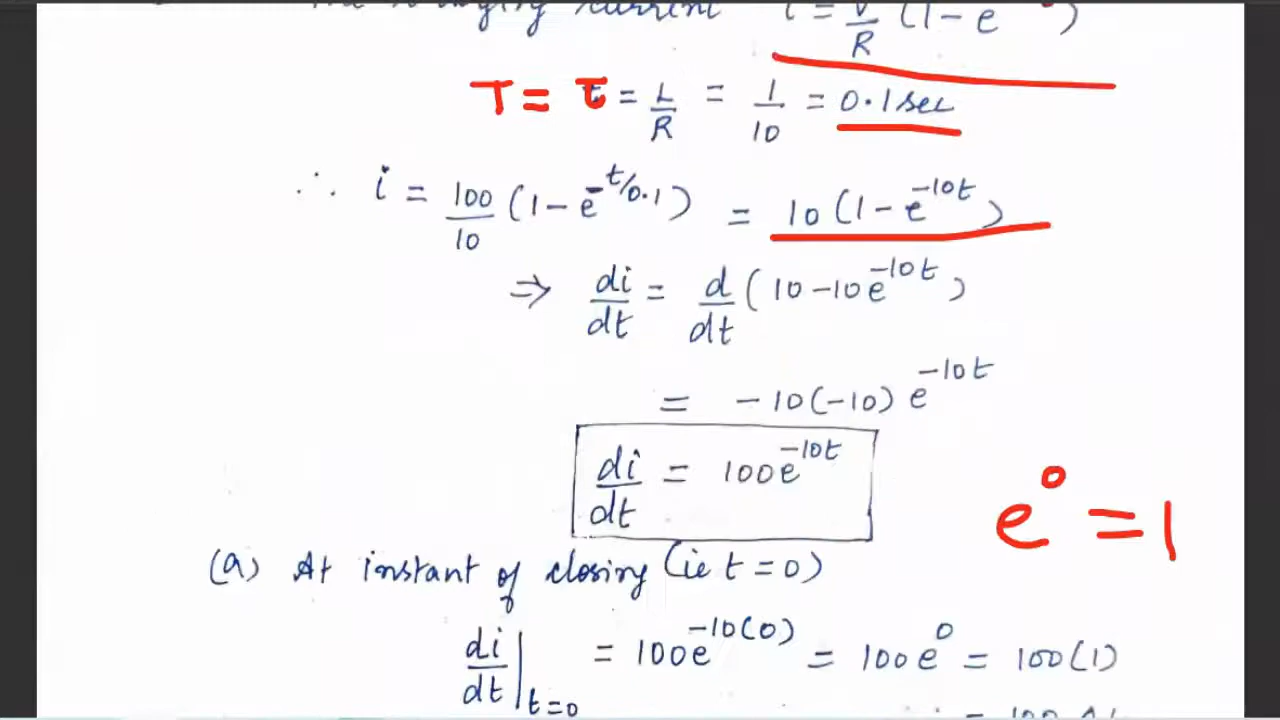 current i = V/R (1 - e
T = τ = L/R = 1/10 = 0.1sec
∴ i = 100/10 (1 - e^-t/0.1) = 10 (1 - e^-10t)
⇒ di/dt = d/dt (10 - 10e^-10t)
= -10(-10) e^-10t
di/dt = 100e^-10t
e^0 = 1
(a) At instant of closing (ie t = 0)
di/dt|t=0 = 100e^-10(0) = 100e^0 = 100(1)